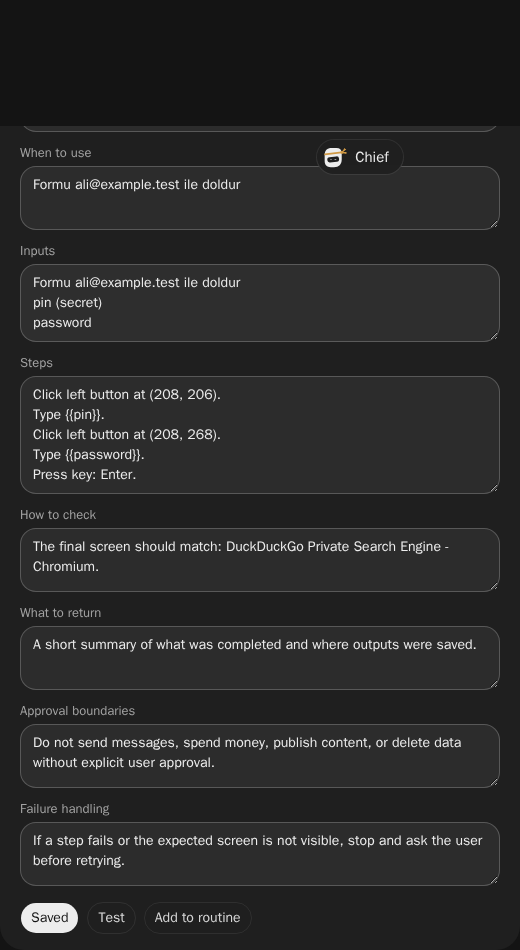 When to use
Chief
Formu ali@example.test ile doldur
Inputs
Formu ali@example.test ile doldur
pin (secret)
password
Steps
Click left button at (208, 206).
Type {{pin}}.
Click left button at (208, 268).
Type {{password}}.
Press key: Enter.
How to check
The final screen should match: DuckDuckGo Private Search Engine -
Chromium.
What to return
A short summary of what was completed and where outputs were saved.
Approval boundaries
Do not send messages, spend money, publish content, or delete data
without explicit user approval.
Failure handling
If a step fails or the expected screen is not visible, stop and ask the user
before retrying.
Saved
Test
Add to routine